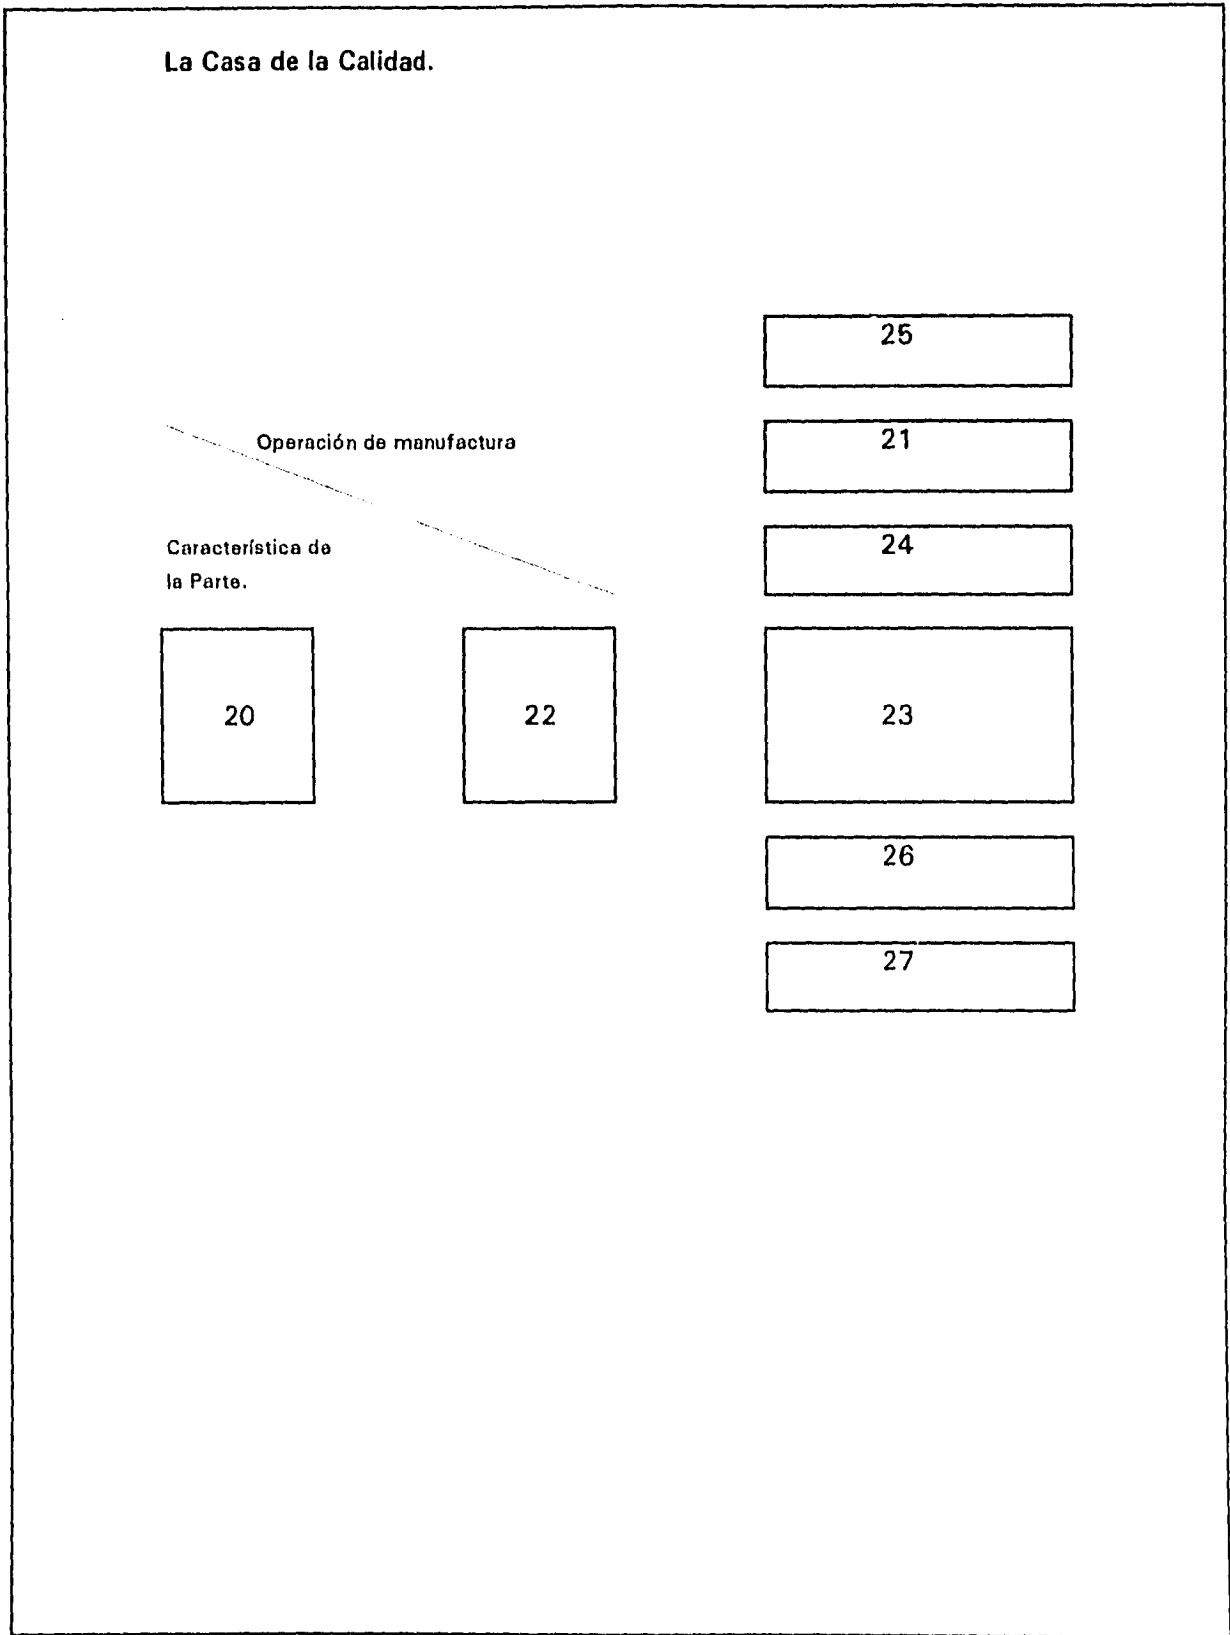 La Casa de la Calidad.
25
Operación de manufactura
21
Característica de
la Parte.
24
20 22 23
26
27